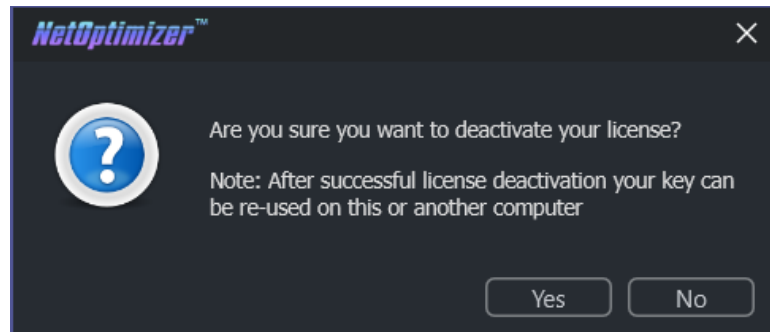 NetOptimizer™
Are you sure you want to deactivate your license?
Note: After successful license deactivation your key can
be re-used on this or another computer
Yes No